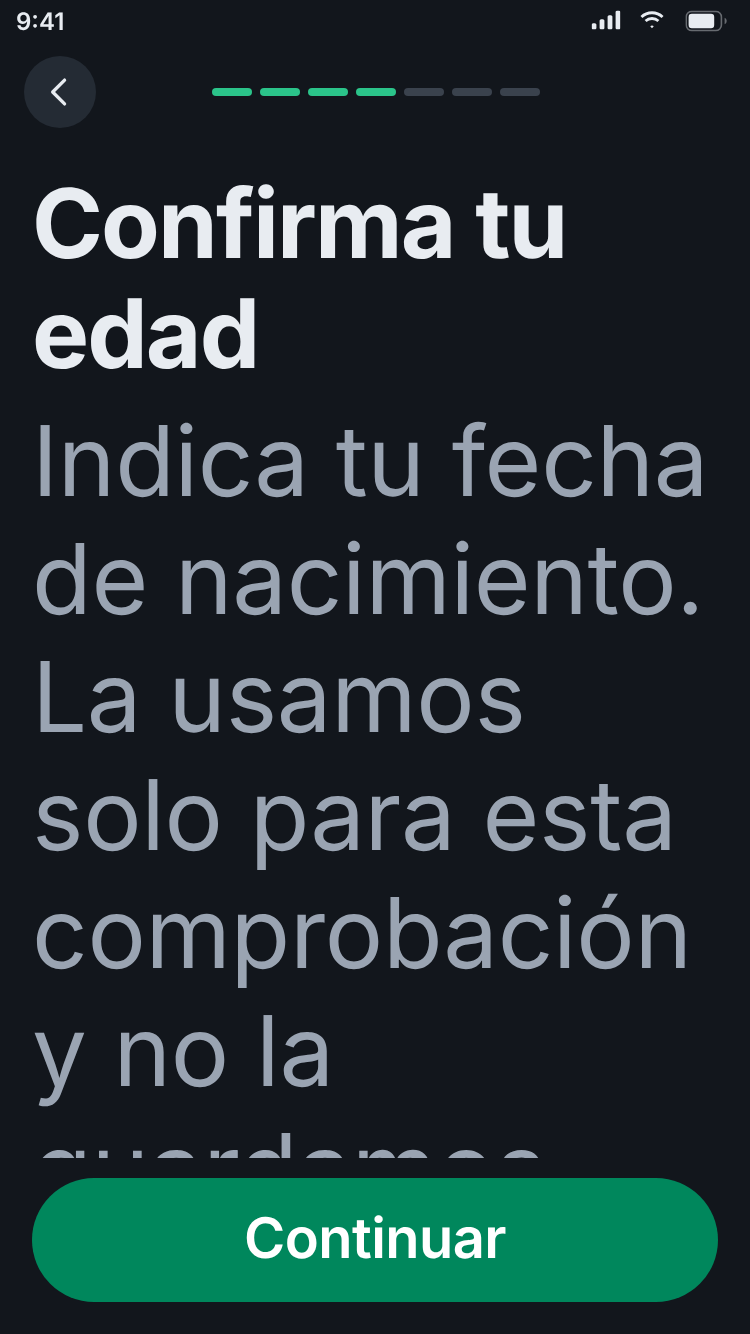 9:41
Confirma tu
edad
Indica tu fecha
de nacimiento.
La usamos
solo para esta
comprobación
y no la
guardamos
Continuar